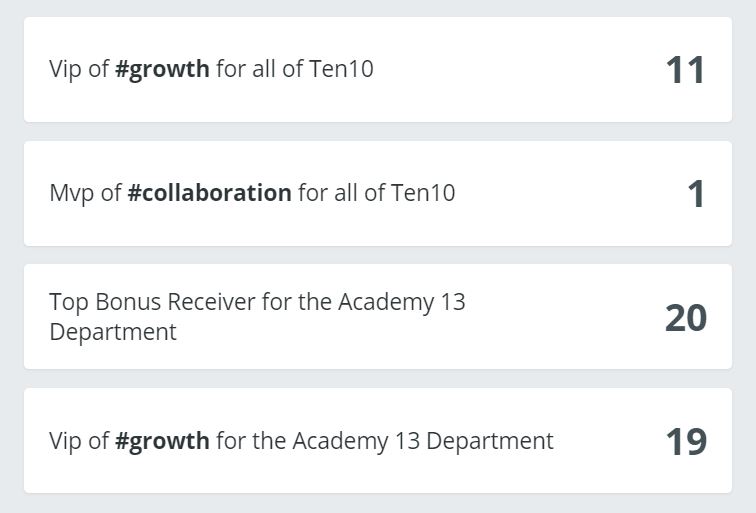 Vip of #growth for all of Ten10
11
Mvp of #collaboration for all of Ten10
1
Top Bonus Receiver for the Academy 13
Department
20
Vip of #growth for the Academy 13 Department
19